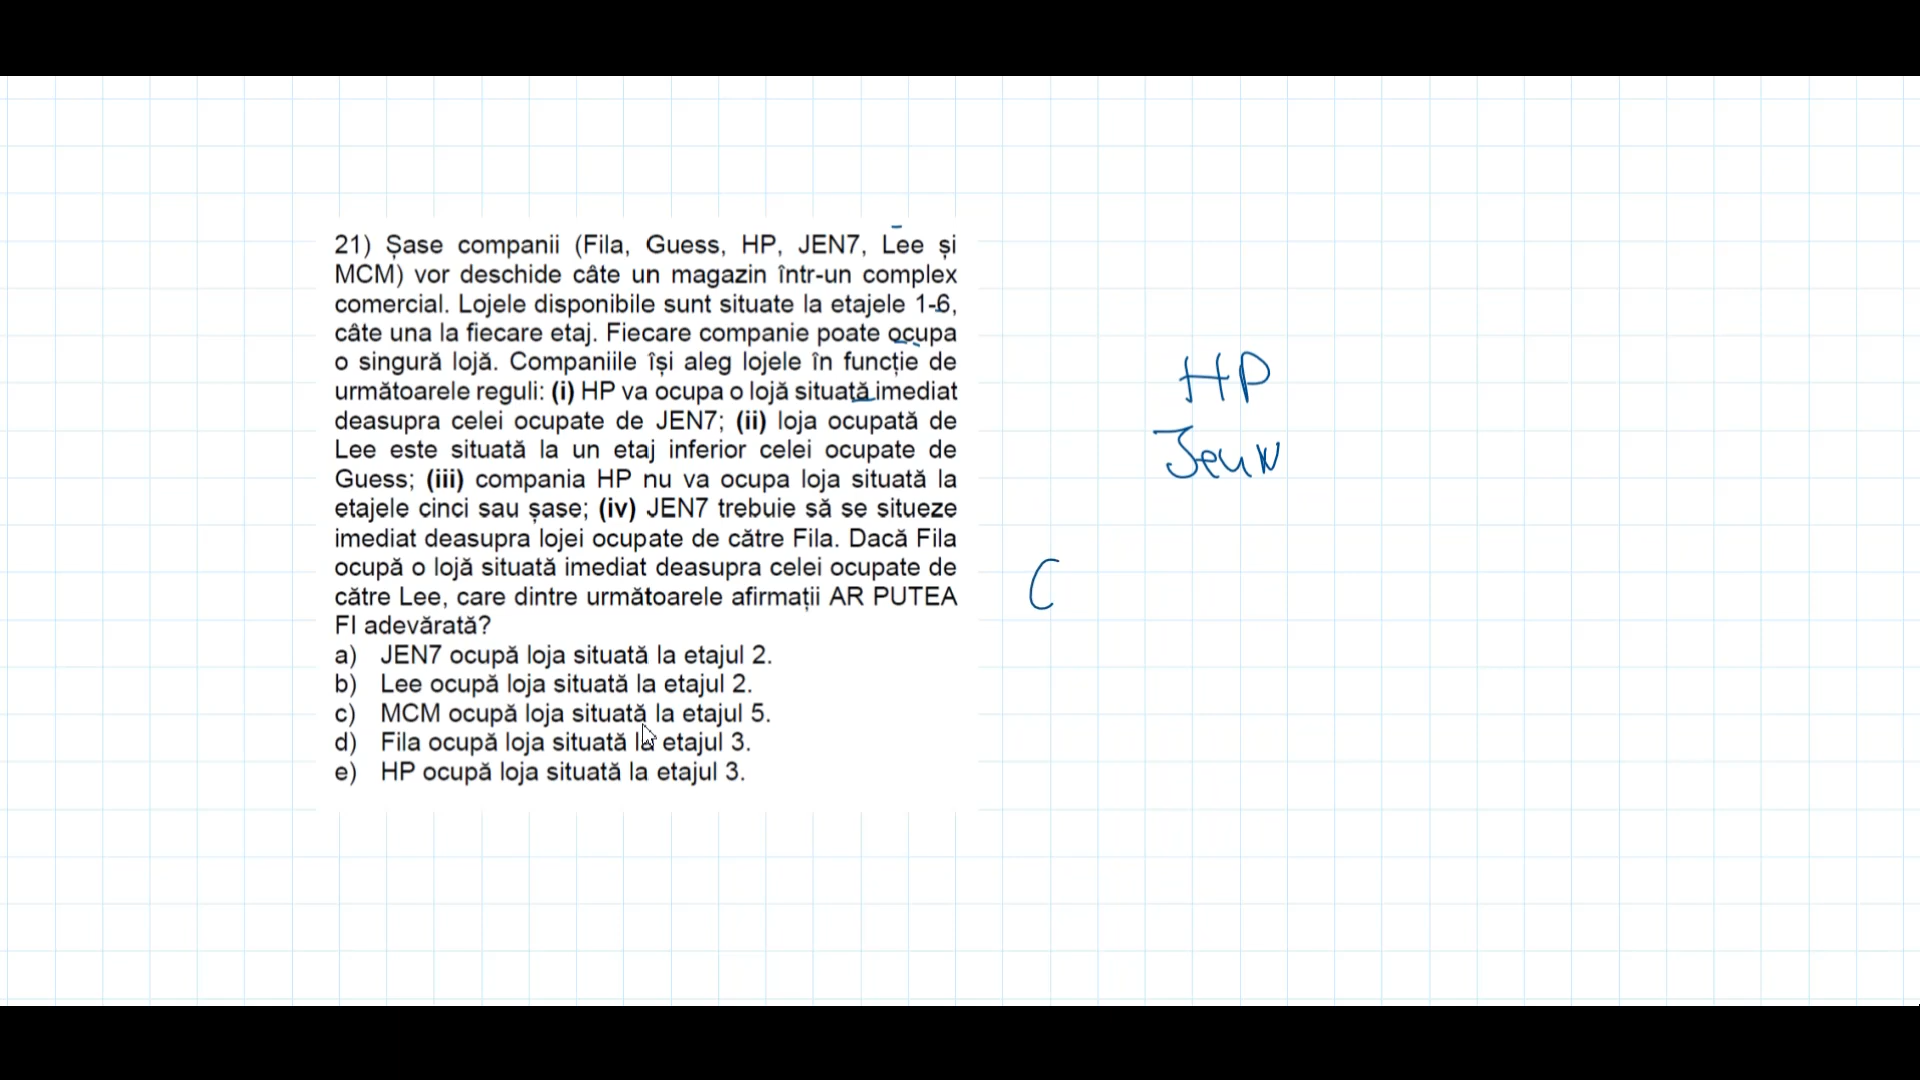 21) Șase companii (Fila, Guess, HP, JEN7, Lee și
MCM) vor deschide câte un magazin într-un complex
comercial. Lojele disponibile sunt situate la etajele 1-6,
câte una la fiecare etaj. Fiecare companie poate ocupa
o singură lojă. Companiile își aleg lojele în funcție de
următoarele reguli: (i) HP va ocupa o lojă situată imediat
deasupra celei ocupate de JEN7; (ii) loja ocupată de
Lee este situată la un etaj inferior celei ocupate de
Guess; (iii) compania HP nu va ocupa loja situată la
etajele cinci sau șase; (iv) JEN7 trebuie să se situeze
imediat deasupra lojei ocupate de către Fila. Dacă Fila
ocupă o lojă situată imediat deasupra celei ocupate de
către Lee, care dintre următoarele afirmații AR PUTEA
FI adevărată?
a) JEN7 ocupă loja situată la etajul 2.
b) Lee ocupă loja situată la etajul 2.
c) MCM ocupă loja situată la etajul 5.
d) Fila ocupă loja situată la etajul 3.
e) HP ocupă loja situată la etajul 3.
HP
C